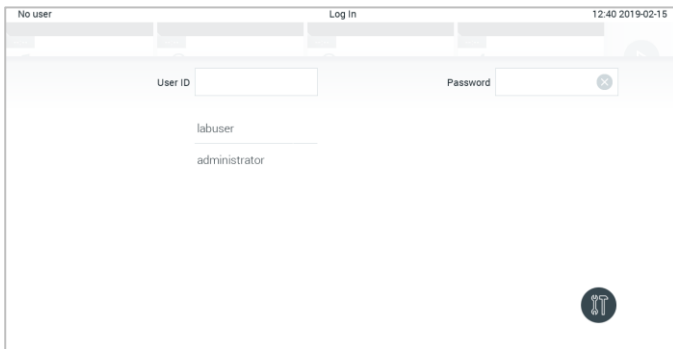 No user Log In 12:40 2019-02-15
User ID Password
labuser
administrator